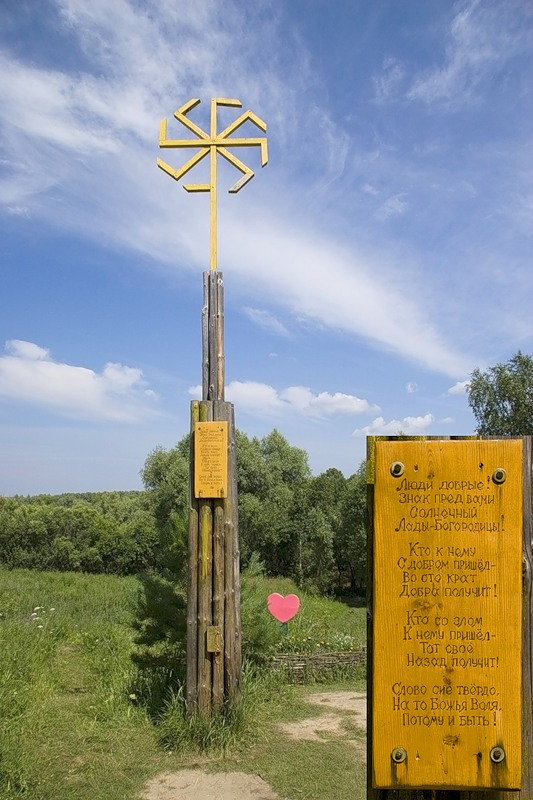 Люди добрые!
Знак пред вами
Солнечный
Лады-Богородицы!
Кто к нему
С добром пришёл-
Во сто крат
Добра получит!
Кто со злом
К нему пришёл-
Тот своё
Назад получит!
Слово сие твёрдо,
На то Божья Воля,
Потому и быть!